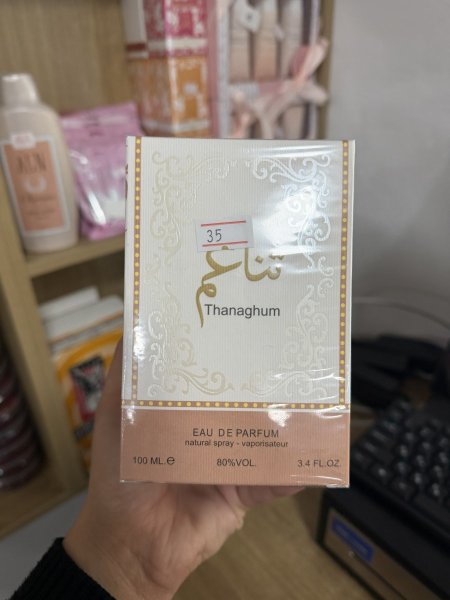 35
تناغم
Thanaghum
EAU DE PARFUM
natural spray - vaporisateur
100 ML.e 80%VOL. 3.4 FL.OZ.